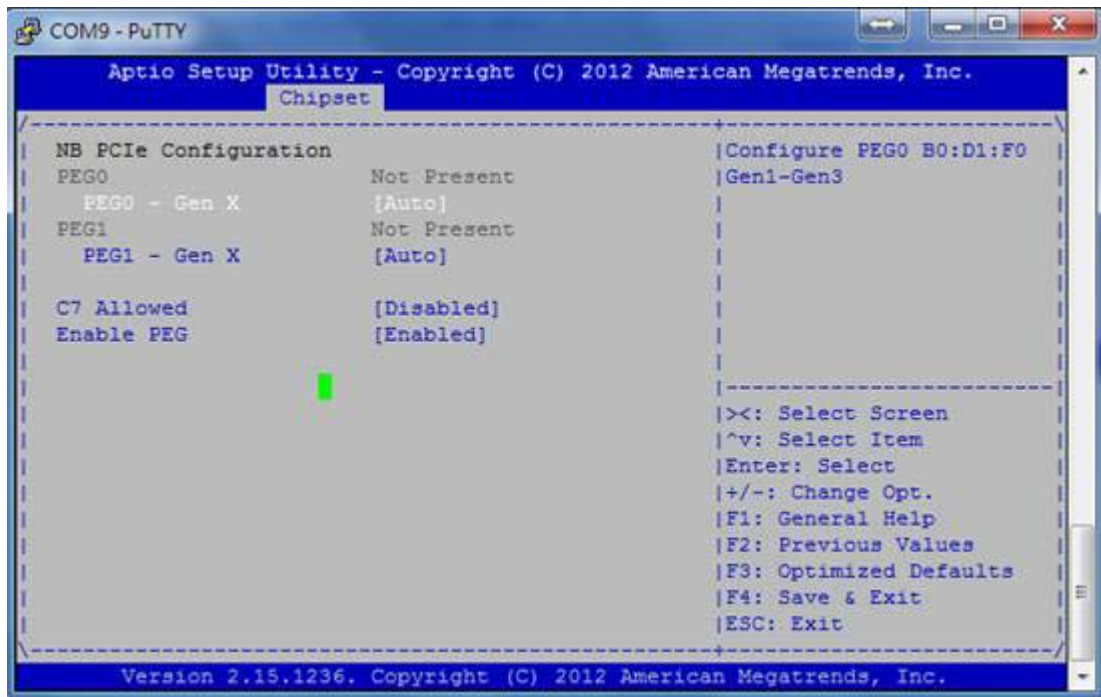 COM9 - PuTTY
Aptio Setup Utility - Copyright (C) 2012 American Megatrends, Inc.
Chipset
NB PCIe Configuration
PEG0 Not Present
PEG0 - Gen X [Auto]
PEG1 Not Present
PEG1 - Gen X [Auto]
C7 Allowed [Disabled]
Enable PEG [Enabled]
Configure PEG0 B0:D1:F0
Gen1-Gen3
><: Select Screen
^v: Select Item
Enter: Select
+/-: Change Opt.
F1: General Help
F2: Previous Values
F3: Optimized Defaults
F4: Save & Exit
ESC: Exit
Version 2.15.1236. Copyright (C) 2012 American Megatrends, Inc.